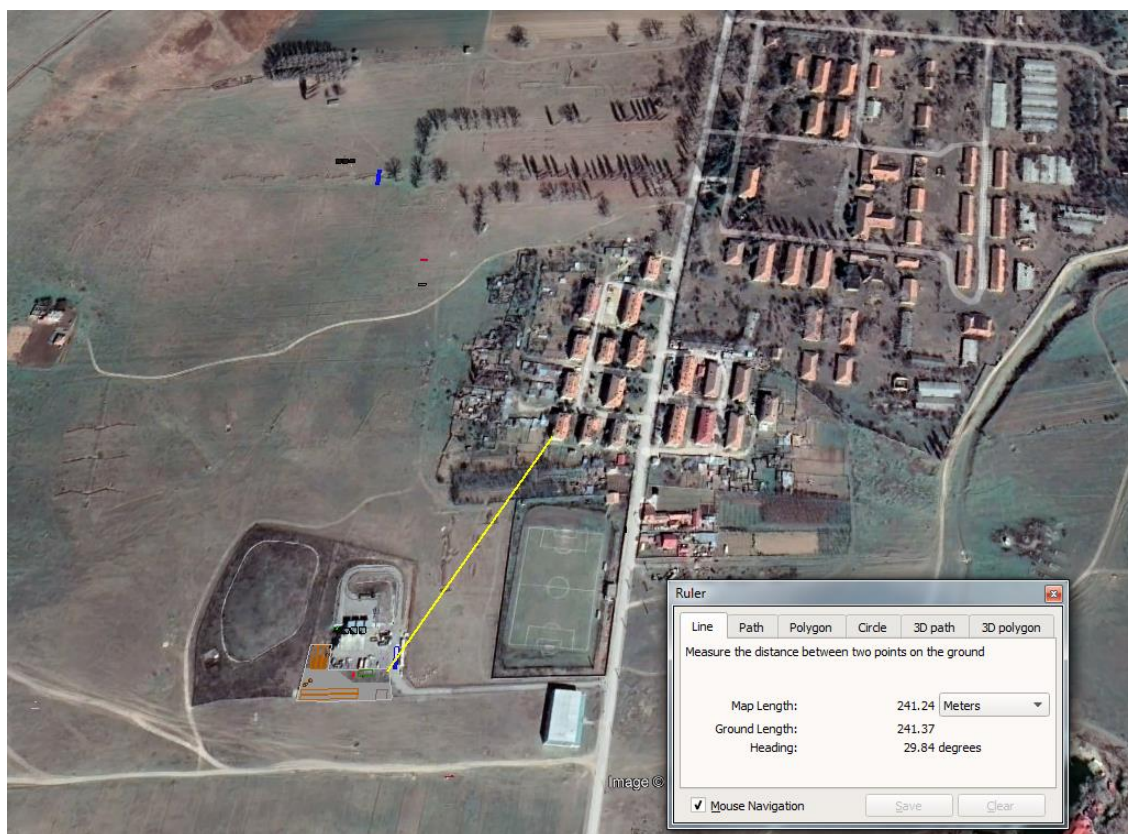 Ruler
Line Path Polygon Circle 3D path 3D polygon
Measure the distance between two points on the ground
Map Length: 241.24 Meters
Ground Length: 241.37
Heading: 29.84 degrees
Mouse Navigation Save Clear
Image ©